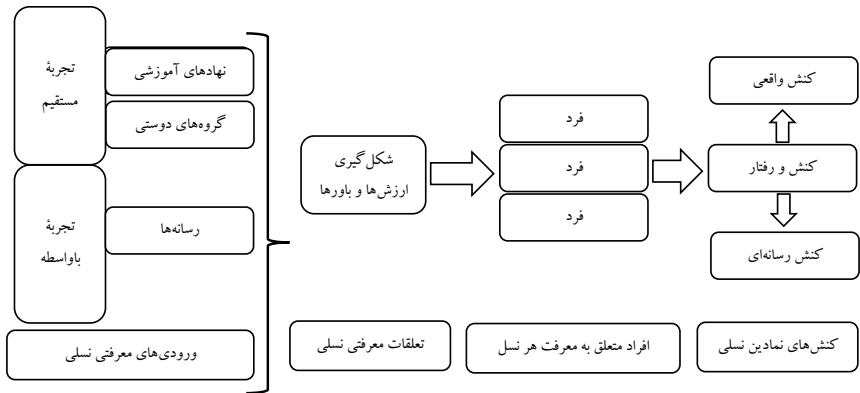 تجربهٔ
مستقیم
نهادهای آموزشی
گروه‌های دوستی
تجربهٔ
باواسطه
رسانه‌ها
ورودی‌های معرفتی نسلی
شکل‌گیری
ارزش‌ها و باورها
تعلقات معرفتی نسلی
فرد
فرد
فرد
افراد متعلق به معرفت هر نسل
کنش واقعی
کنش و رفتار
کنش رسانه‌ای
کنش‌های نمادین نسلی